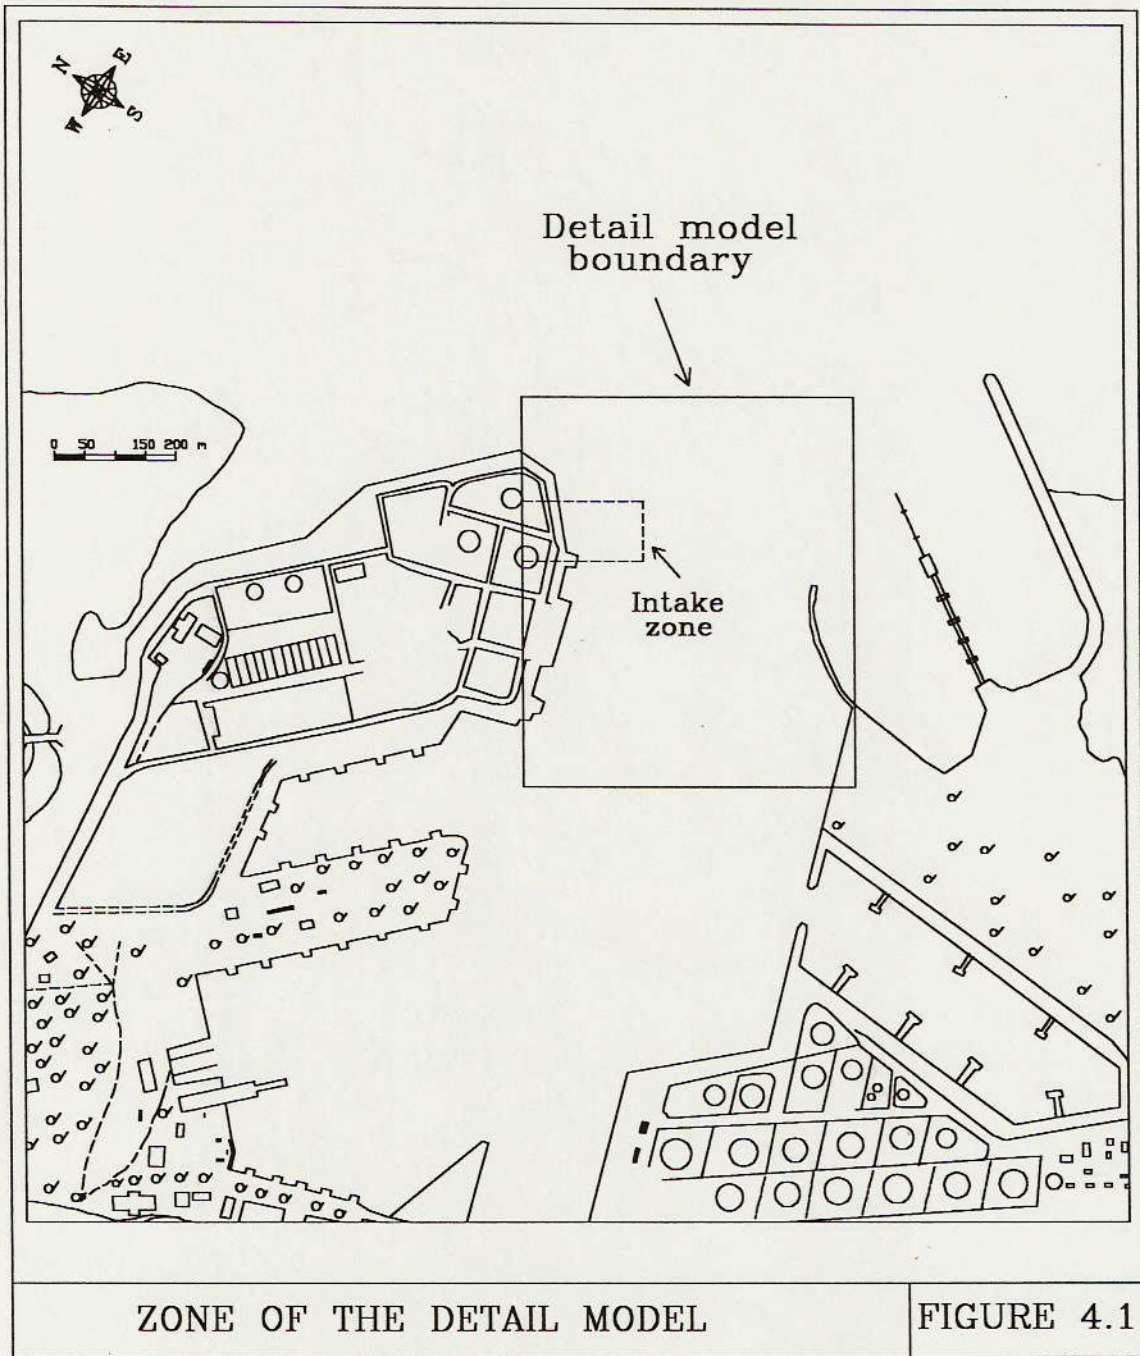 N
E
W
S
Detail model
boundary
0 50 150 200 m
Intake
zone
ZONE OF THE DETAIL MODEL
FIGURE 4.1